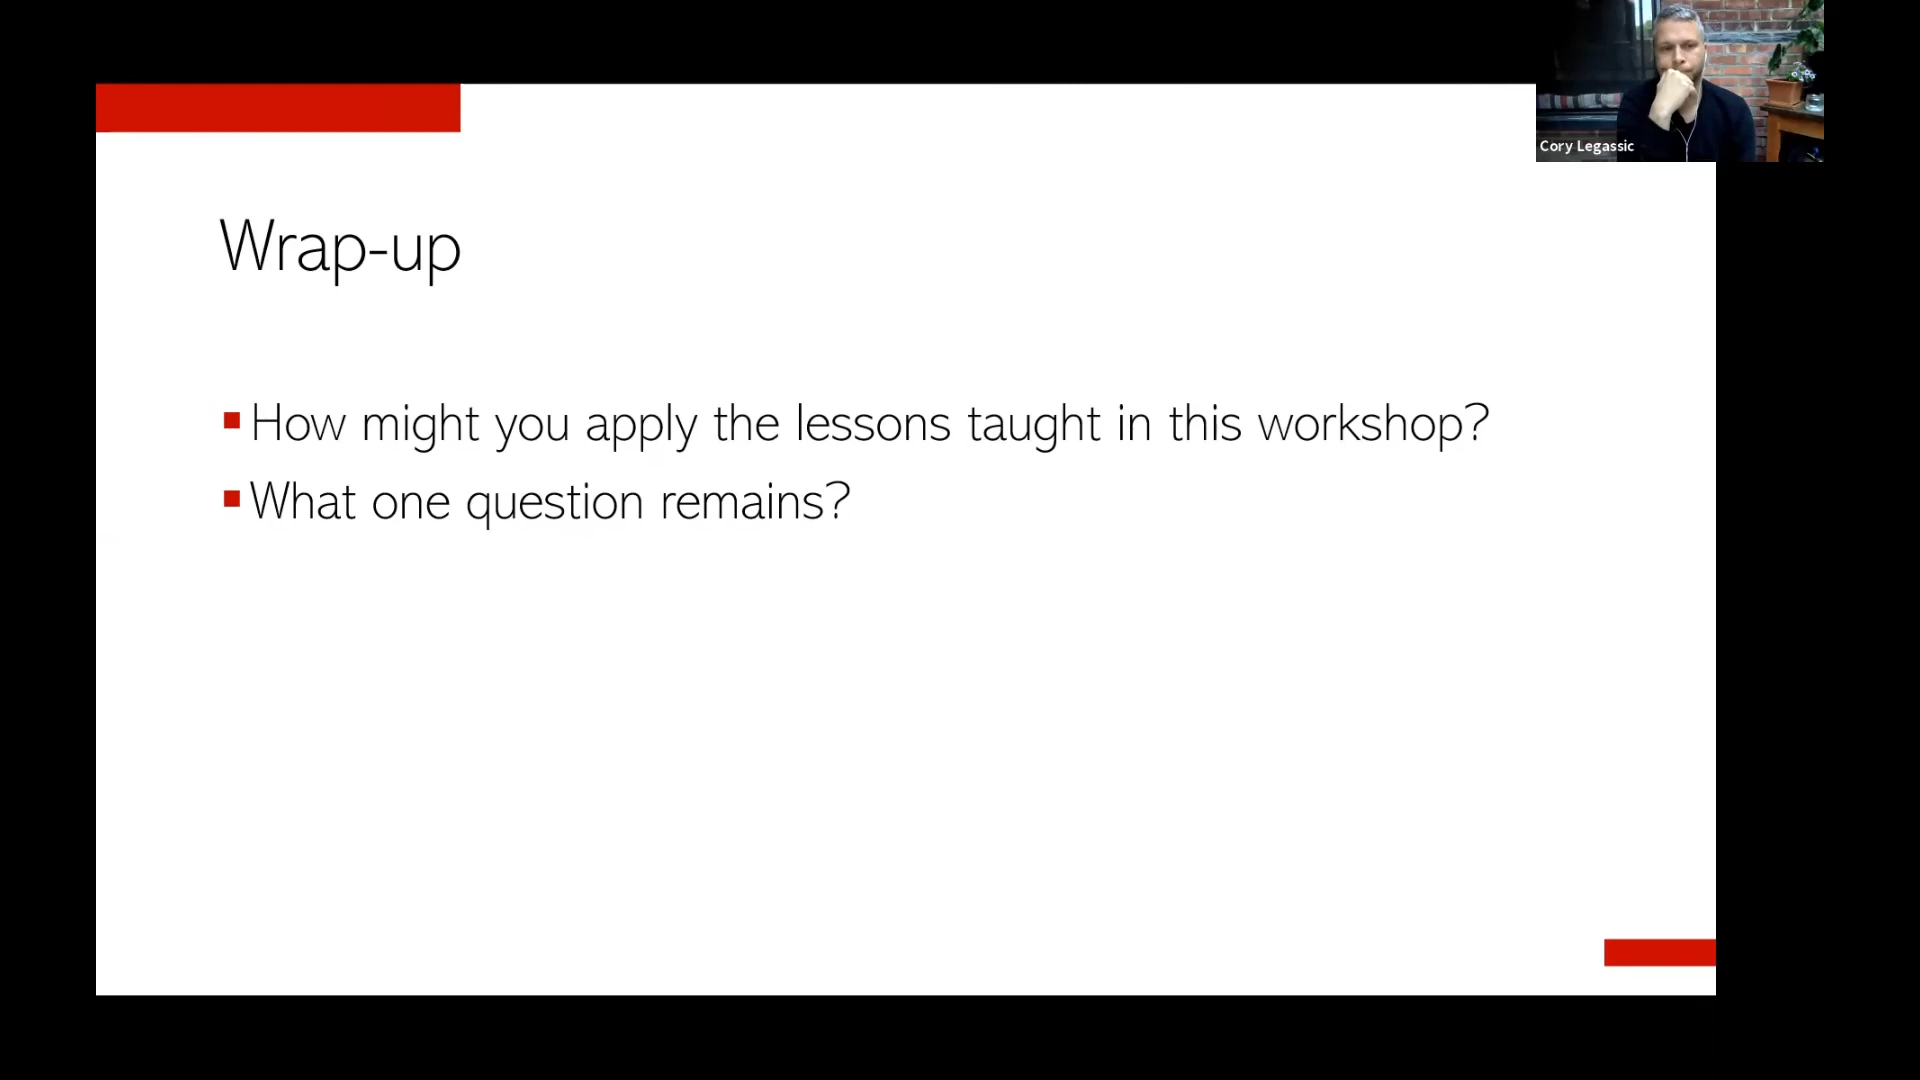 Cory Legassic
Wrap-up
How might you apply the lessons taught in this workshop?
What one question remains?